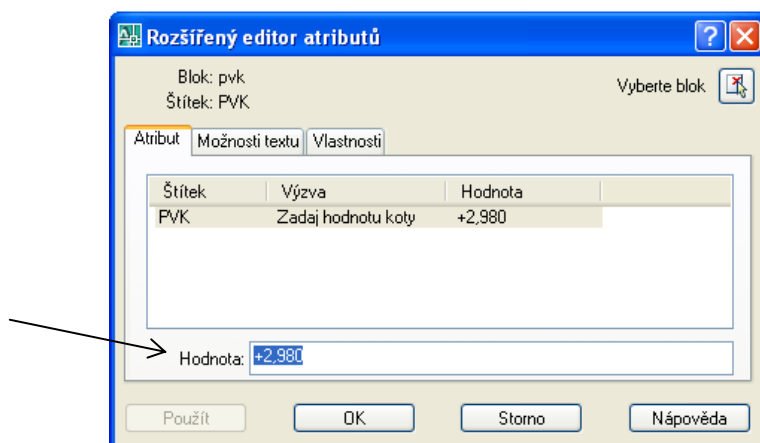 Rozšířený editor atributů
Blok: pvk
Vyberte blok
Štítek: PVK
Atribut Možnosti textu Vlastnosti
Štítek Výzva Hodnota
PVK Zadaj hodnotu koty +2,980
Hodnota: +2,980
Použít OK Storno Nápověda